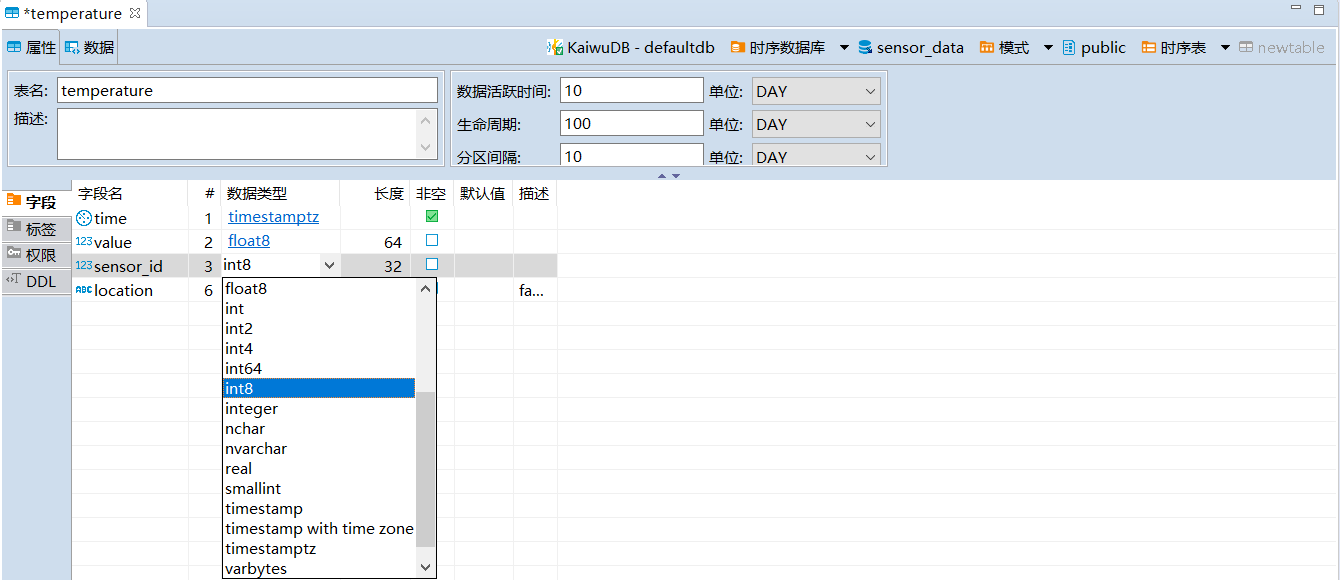 *temperature
属性 数据 KaiwuDB - defaultdb 时序数据库 sensor_data 模式 public 时序表 newtable
表名: temperature 数据活跃时间: 10 单位: DAY
描述: 生命周期: 100 单位: DAY
分区间隔: 10 单位: DAY
字段 字段名 # 数据类型 长度 非空 默认值 描述
time 1 timestamptz
标签
123 value 2 float8 64
权限
123 sensor_id 3 int8 32
DDL
ABC location 6 fa...
float8
int
int2
int4
int64
int8
integer
nchar
nvarchar
real
smallint
timestamp
timestamp with time zone
timestamptz
varbytes